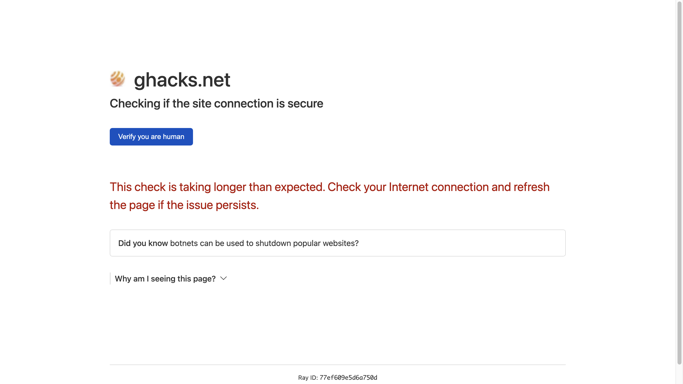 ghacks.net
Checking if the site connection is secure
Verify you are human
This check is taking longer than expected. Check your Internet connection and refresh
the page if the issue persists.
Did you know botnets can be used to shutdown popular websites?
Why am I seeing this page?
Ray ID: 77ef609e5d6a750d